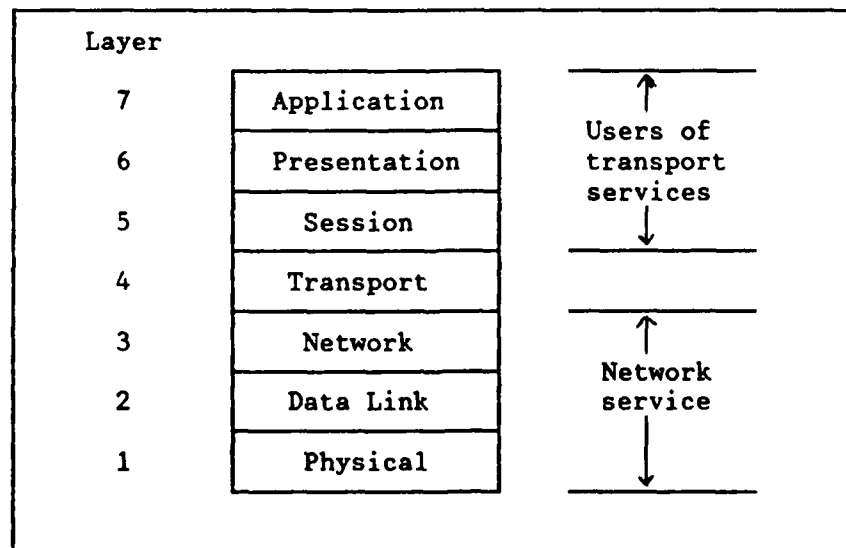 Layer
7 Application
6 Presentation
5 Session
4 Transport
3 Network
2 Data Link
1 Physical
Users of
transport
services
Network
service